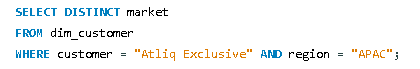 SELECT DISTINCT market
FROM dim_customer
WHERE customer = "Atliq Exclusive" AND region = "APAC";